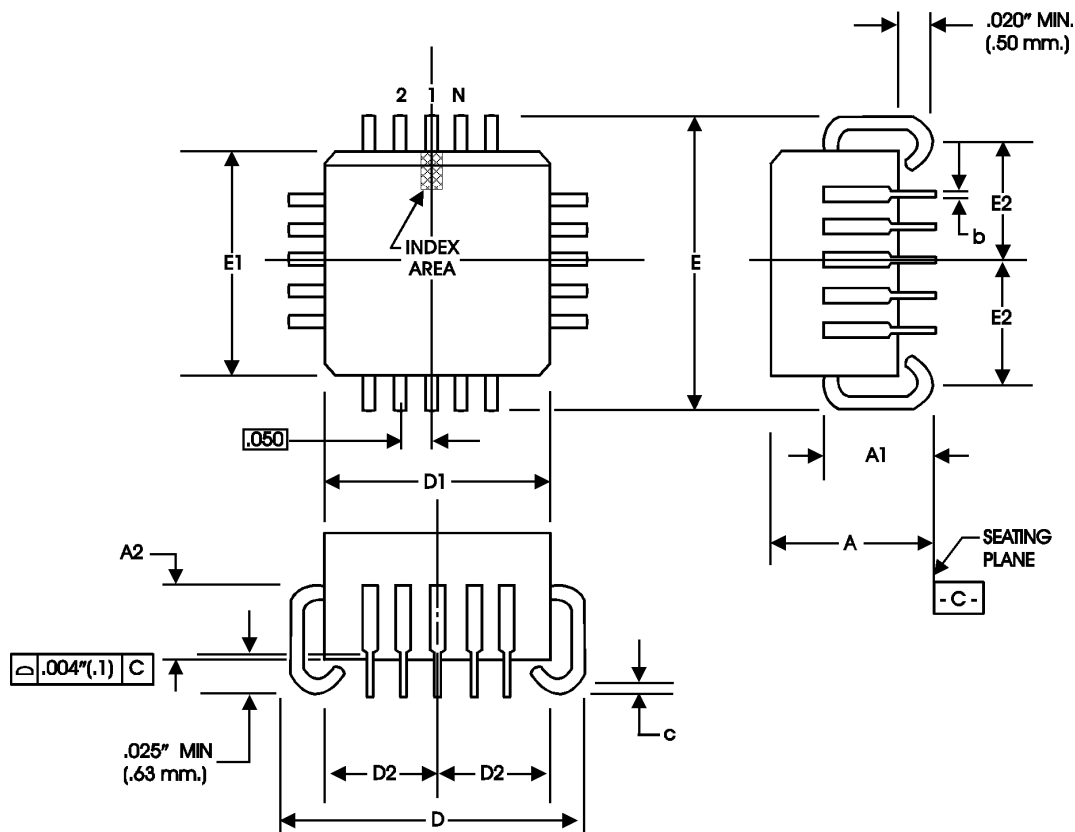 .020" MIN.
(.50 mm.)
2 1 N
INDEX
AREA
E1
E
E2
b
E2
.050
D1
A1
A
SEATING
PLANE
- C -
A2
.004"(.1) C
.025" MIN
(.63 mm.)
D2 D2
c
D